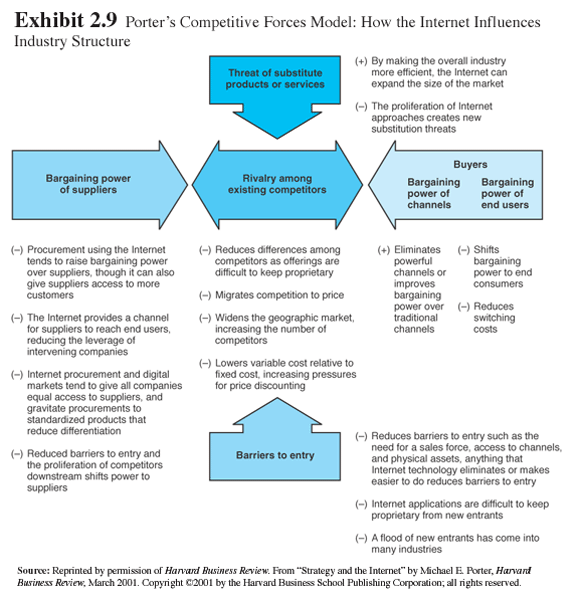 Exhibit 2.9 Porter's Competitive Forces Model: How the Internet Influences
Industry Structure
Threat of substitute
products or services
(+) By making the overall industry
more efficient, the Internet can
expand the size of the market
(–) The proliferation of Internet
approaches creates new
substitution threats
Bargaining power
of suppliers
Rivalry among
existing competitors
Buyers
Bargaining
power of
channels
Bargaining
power of
end users
(–) Procurement using the Internet
tends to raise bargaining power
over suppliers, though it can also
give suppliers access to more
customers
(–) The Internet provides a channel
for suppliers to reach end users,
reducing the leverage of
intervening companies
(–) Internet procurement and digital
markets tend to give all companies
equal access to suppliers, and
gravitate procurements to
standardized products that
reduce differentiation
(–) Reduced barriers to entry and
the proliferation of competitors
downstream shifts power to
suppliers
(–) Reduces differences among
competitors as offerings are
difficult to keep proprietary
(–) Migrates competition to price
(–) Widens the geographic market,
increasing the number of
competitors
(–) Lowers variable cost relative to
fixed cost, increasing pressures
for price discounting
(+) Eliminates
powerful
channels or
improves
bargaining
power over
traditional
channels
(–) Shifts
bargaining
power to end
consumers
(–) Reduces
switching
costs
Barriers to entry
(–) Reduces barriers to entry such as the
need for a sales force, access to channels,
and physical assets, anything that
Internet technology eliminates or makes
easier to do reduces barriers to entry
(–) Internet applications are difficult to keep
proprietary from new entrants
(–) A flood of new entrants has come into
many industries
Source: Reprinted by permission of Harvard Business Review. From "Strategy and the Internet" by Michael E. Porter, Harvard
Business Review, March 2001. Copyright ©2001 by the Harvard Business School Publishing Corporation; all rights reserved.